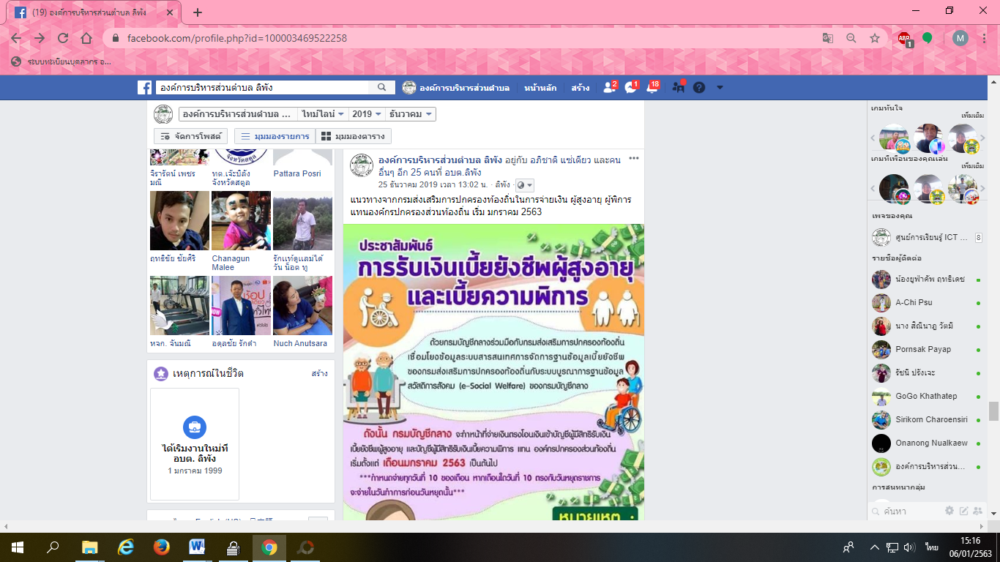 (19) องค์การบริหารส่วนตำบล ลิพัง
facebook.com/profile.php?id=100003469522258
ABP
1
M
ระบบทะเบียนบุคลากร อ...
องค์การบริหารส่วนตำบล ลิพัง
องค์การบริหารส่วนตำบล
หน้าหลัก
สร้าง
2
1
18
องค์การบริหารส่วนตำบล ...
ไทม์ไลน์
2019
ธันวาคม
จัดการโพสต์
มุมมองรายการ
มุมมองตาราง
จิรารัตน์ เพชรมณี
ทต.เจ๊ะบิลัง จังหวัดสตูล
Pattara Posri
ฤทธิชัย ชัยศิริ
Chanagun Malee
รักแท้ดูแลม่ได้ วัน น็อต ทู
หจก. จันมณี
อดุลชัย รักดำ
Nuch Anutsara
เหตุการณ์ในชีวิต
สร้าง
ได้เริ่มงานใหม่ที่ อบต. ลิพัง
1 มกราคม 1999
องค์การบริหารส่วนตำบล ลิพัง อยู่กับ อภิชาติ แซ่เดียว และคน
อื่นๆ อีก 25 คนที่ อบต.ลิพัง
25 ธันวาคม 2019 เวลา 13:02 น. · ลิพัง ·
แนวทางจากกรมส่งเสริมการปกครองท้องถิ่นในการจ่ายเงิน ผู้สูงอายุ ผู้พิการ
แทนองค์กรปกครองส่วนท้องถิ่น เริ่ม มกราคม 2563
ประชาสัมพันธ์
การรับเงินเบี้ยยังชีพผู้สูงอายุ
และเบี้ยความพิการ
ด้วยกรมบัญชีกลางร่วมมือกับกรมส่งเสริมการปกครองท้องถิ่น
เชื่อมโยงข้อมูลระบบสารสนเทศการจัดการฐานข้อมูลเบี้ยยังชีพ
ของกรมส่งเสริมการปกครองท้องถิ่นกับระบบบูรณาการฐานข้อมูล
สวัสดิการสังคม (e-Social Welfare) ของกรมบัญชีกลาง
ดังนั้น กรมบัญชีกลาง จะทำหน้าที่จ่ายเงินตรงโอนเงินเข้าบัญชีผู้มีสิทธิรับเงิน
เบี้ยยังชีพผู้สูงอายุ และบัญชีผู้มีสิทธิรับเงินเบี้ยความพิการ แทน องค์กรปกครองส่วนท้องถิ่น
เริ่มตั้งแต่ เดือนมกราคม 2563 เป็นต้นไป
***กำหนดจ่ายทุกวันที่ 10 ของเดือน หากเดือนใดวันที่ 10 ตรงกับวันหยุดราชการ
จะจ่ายในวันทำการก่อนวันหยุดนั้น***
หมายเหตุ :
เกมทันใจ
เพิ่มเติม
เกมที่เพื่อนของคุณเล่น
เพิ่มเติม
เพจของคุณ
ศูนย์การเรียนรู้ ICT ...
8
รายชื่อผู้ติดต่อ
น้องยูฟ่าคัพ ฤทธิเดช
A-Chi Psu
นาง สีณีนาฎ วัตมี
Pornsak Payap
รัชนี ปรังเจะ
GoGo Khathatep
Sirikorn Charoensiri
Onanong Nualkaew
องค์การบริหารส่วน...
การสนทนากลุ่ม
ค้นหา
ไทย
15:16
06/01/2563